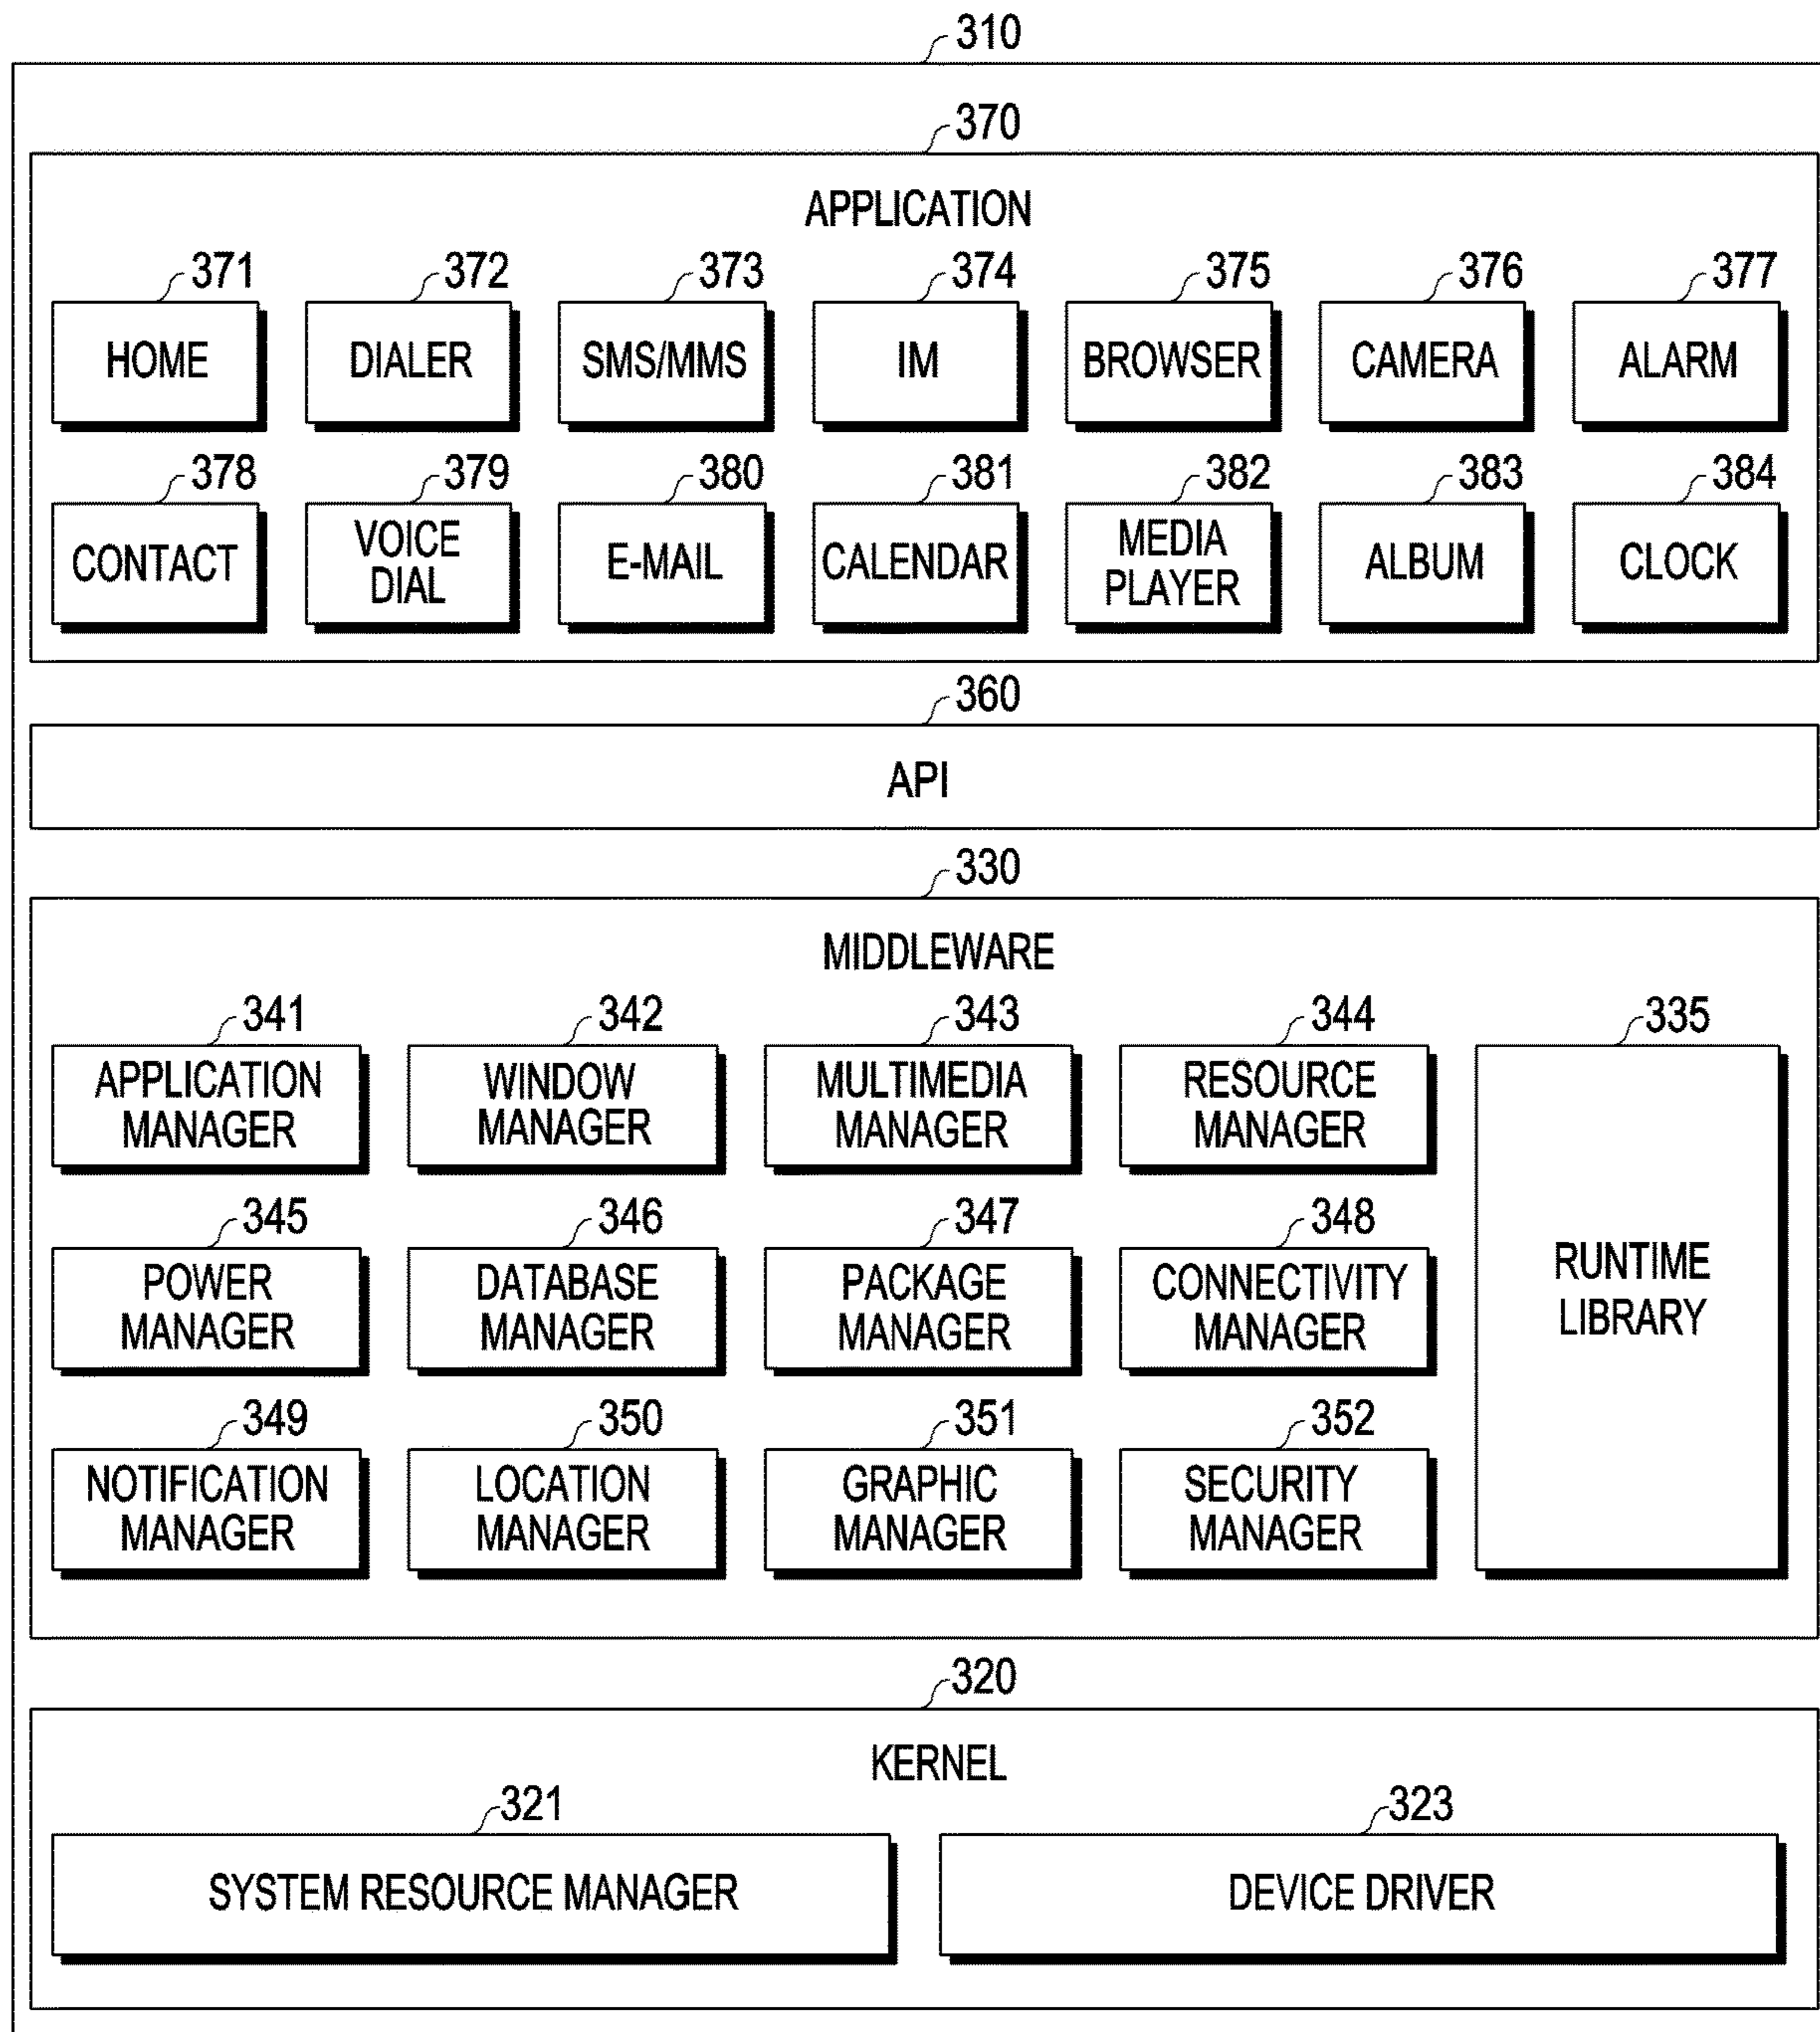 310
370
APPLICATION
371 372 373 374 375 376 377
HOME DIALER SMS/MMS IM BROWSER CAMERA ALARM
378 379 380 381 382 383 384
CONTACT VOICE DIAL E-MAIL CALENDAR MEDIA PLAYER ALBUM CLOCK
360
API
330
MIDDLEWARE
341 342 343 344 335
APPLICATION MANAGER WINDOW MANAGER MULTIMEDIA MANAGER RESOURCE MANAGER
345 346 347 348
POWER MANAGER DATABASE MANAGER PACKAGE MANAGER CONNECTIVITY MANAGER RUNTIME LIBRARY
349 350 351 352
NOTIFICATION MANAGER LOCATION MANAGER GRAPHIC MANAGER SECURITY MANAGER
320
KERNEL
321 323
SYSTEM RESOURCE MANAGER DEVICE DRIVER